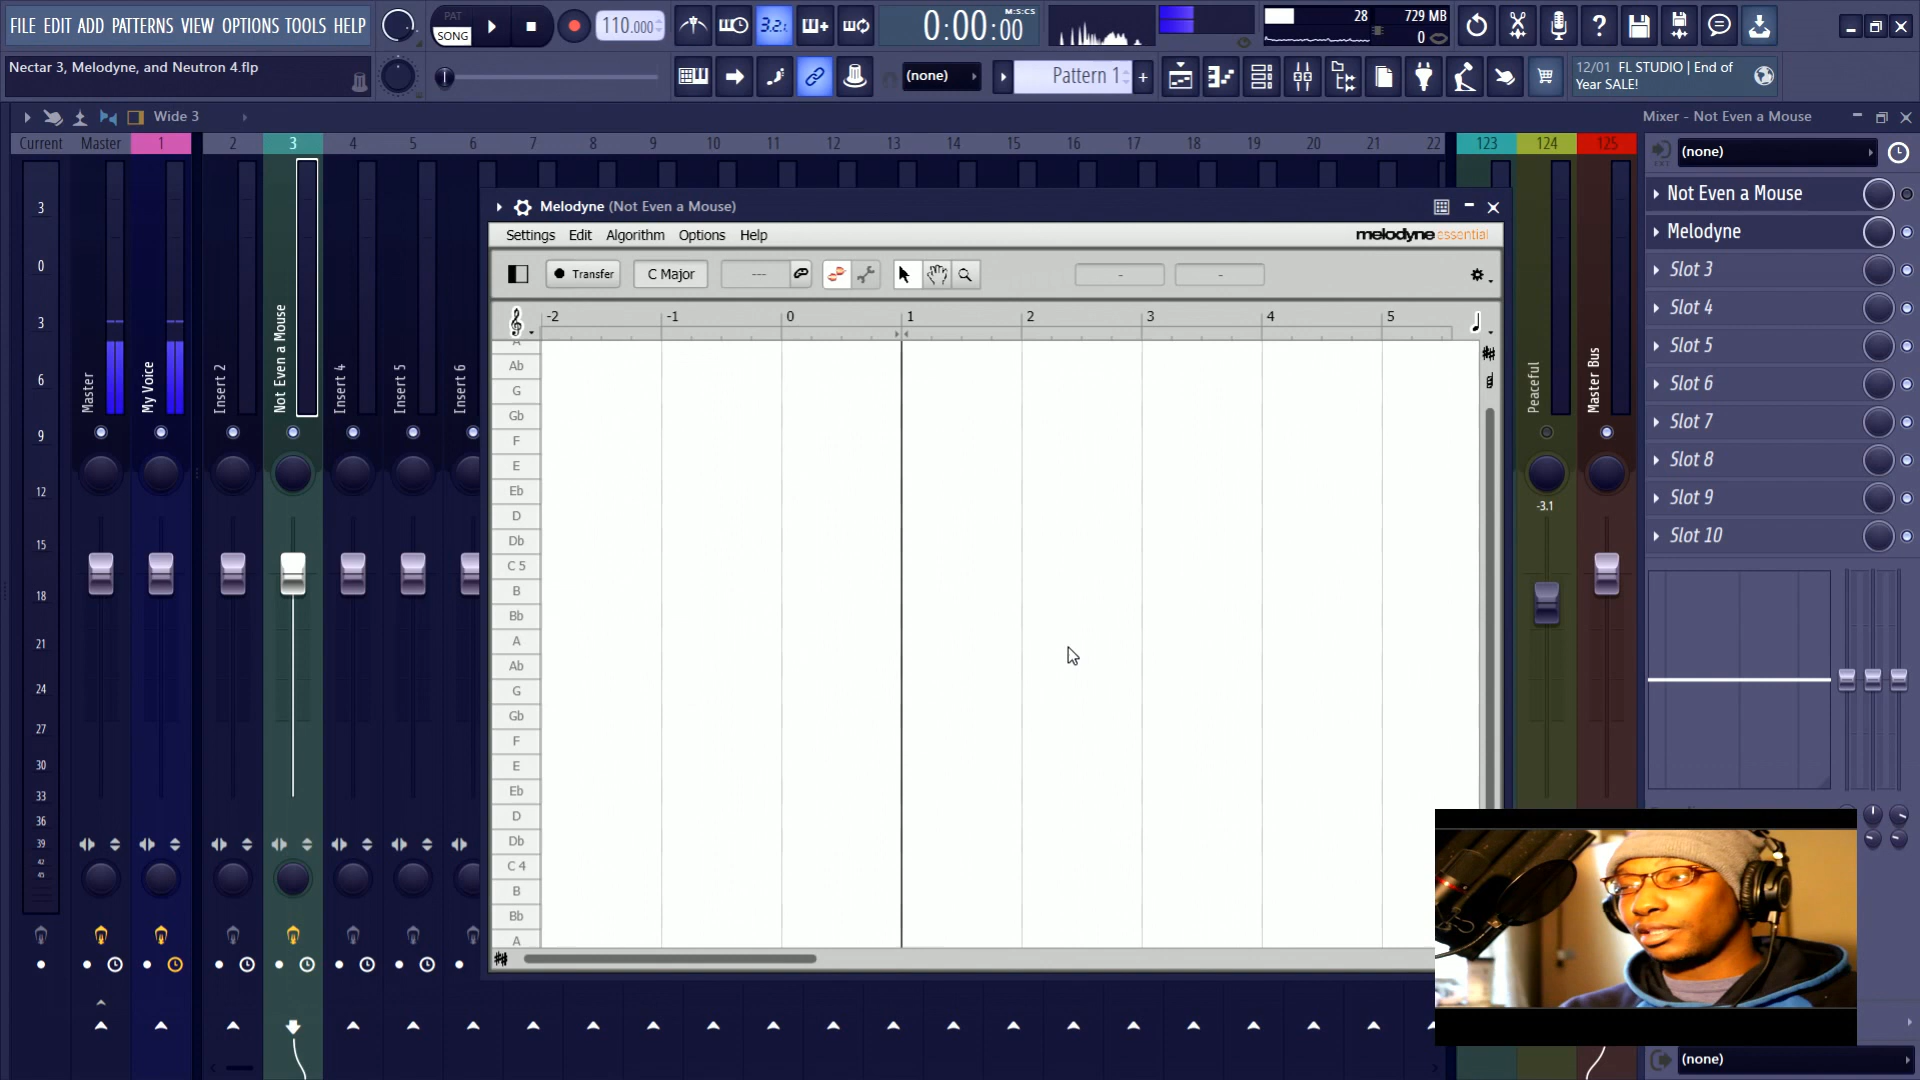 FILE EDIT ADD PATTERNS VIEW OPTIONS TOOLS HELP
PAT
SONG
110.000
3.2.
0:00:00
M:S:CS
28
729 MB
0
Nectar 3, Melodyne, and Neutron 4.flp
(none)
Pattern 1
+
12/01 FL STUDIO | End of
Year SALE!
Wide 3
Mixer - Not Even a Mouse
Current Master 1 2 3 4 5 6 7 8 9 10 11 12 13 14 15 16 17 18 19 20 21 22 123 124 125
(none)
Not Even a Mouse
Melodyne
Slot 3
Slot 4
Slot 5
Slot 6
Slot 7
Slot 8
Slot 9
Slot 10
3
0
3
6
9
12
15
18
21
24
27
30
33
36
39
42
45
Master
My Voice
Insert 2
Not Even a Mouse
Insert 4
Insert 5
Insert 6
Peaceful
Master Bus
-3.1
Melodyne (Not Even a Mouse)
Settings Edit Algorithm Options Help
melodyne essential
Transfer
C Major
---
-
-
-2 -1 0 1 2 3 4 5
A
Ab
G
Gb
F
E
Eb
D
Db
C 5
B
Bb
A
Ab
G
Gb
F
E
Eb
D
Db
C 4
B
Bb
A
(none)